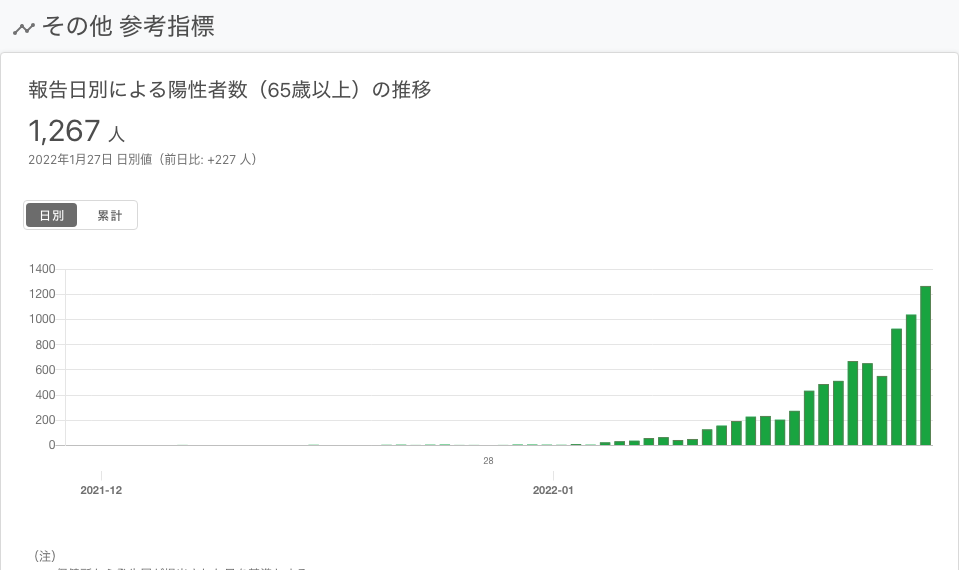 その他 参考指標
報告日別による陽性者数（65歳以上）の推移
1,267 人
2022年1月27日 日別値（前日比: +227 人）
日別 累計
1400
1200
1000
800
600
400
200
0
28
2021-12 2022-01
（注）